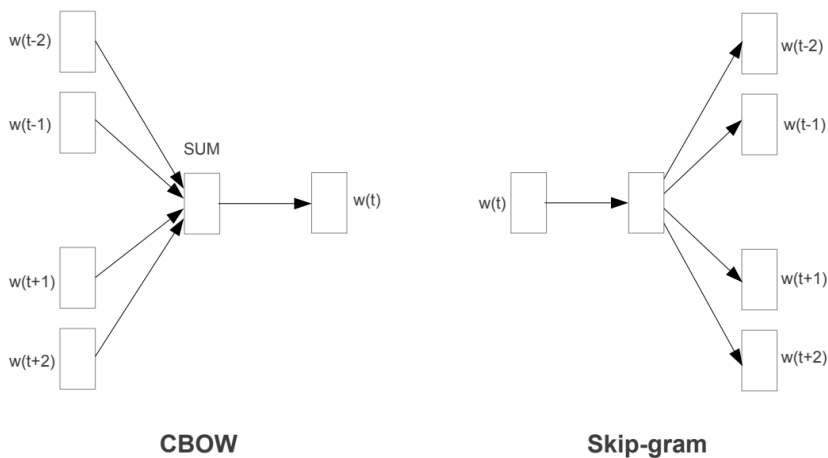 w(t-2)
w(t-1)
SUM
w(t)
w(t+1)
w(t+2)
CBOW
w(t-2)
w(t-1)
w(t)
w(t+1)
w(t+2)
Skip-gram